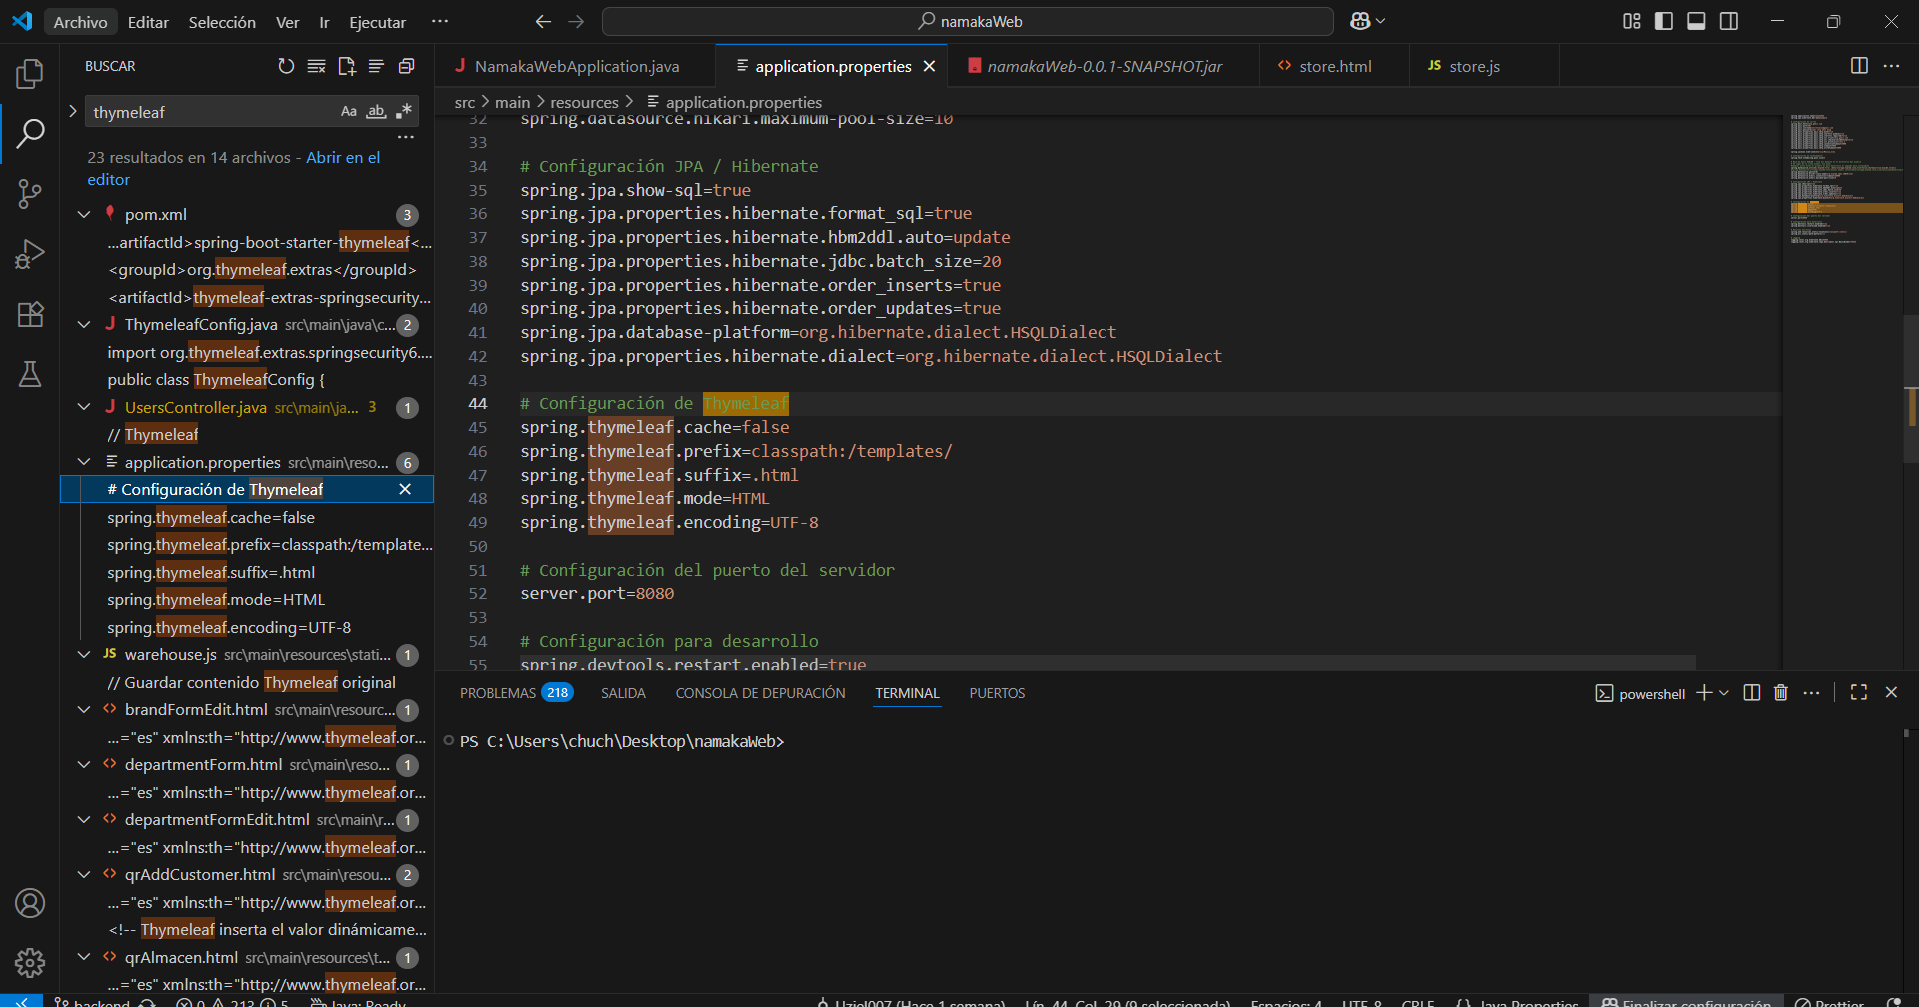 Archivo Editar Selección Ver Ir Ejecutar ···
namakaWeb
BUSCAR
thymeleaf
Aa ab
23 resultados en 14 archivos - Abrir en el
editor
pom.xml 3
...artifactId>spring-boot-starter-thymeleaf<...
<groupId>org.thymeleaf.extras</groupId>
<artifactId>thymeleaf-extras-springsecurity...
ThymeleafConfig.java src\main\java\c... 2
import org.thymeleaf.extras.springsecurity6....
public class ThymeleafConfig {
UsersController.java src\main\ja... 3 1
// Thymeleaf
application.properties src\main\reso... 6
# Configuración de Thymeleaf
spring.thymeleaf.cache=false
spring.thymeleaf.prefix=classpath:/template...
spring.thymeleaf.suffix=.html
spring.thymeleaf.mode=HTML
spring.thymeleaf.encoding=UTF-8
JS warehouse.js src\main\resources\stati... 1
// Guardar contenido Thymeleaf original
brandFormEdit.html src\main\resourc... 1
...="es" xmlns:th="http://www.thymeleaf.or...
departmentForm.html src\main\reso... 1
...="es" xmlns:th="http://www.thymeleaf.or...
departmentFormEdit.html src\main\r... 1
...="es" xmlns:th="http://www.thymeleaf.or...
qrAddCustomer.html src\main\resou... 2
...="es" xmlns:th="http://www.thymeleaf.or...
<!-- Thymeleaf inserta el valor dinámicame...
qrAlmacen.html src\main\resources\t... 1
...="es" xmlns:th="http://www.thymeleaf.or...
NamakaWebApplication.java application.properties namakaWeb-0.0.1-SNAPSHOT.jar store.html JS store.js
src > main > resources > application.properties
32 spring.datasource.hikari.maximum-pool-size=10
33
34 # Configuración JPA / Hibernate
35 spring.jpa.show-sql=true
36 spring.jpa.properties.hibernate.format_sql=true
37 spring.jpa.properties.hibernate.hbm2ddl.auto=update
38 spring.jpa.properties.hibernate.jdbc.batch_size=20
39 spring.jpa.properties.hibernate.order_inserts=true
40 spring.jpa.properties.hibernate.order_updates=true
41 spring.jpa.database-platform=org.hibernate.dialect.HSQLDialect
42 spring.jpa.properties.hibernate.dialect=org.hibernate.dialect.HSQLDialect
43
44 # Configuración de Thymeleaf
45 spring.thymeleaf.cache=false
46 spring.thymeleaf.prefix=classpath:/templates/
47 spring.thymeleaf.suffix=.html
48 spring.thymeleaf.mode=HTML
49 spring.thymeleaf.encoding=UTF-8
50
51 # Configuración del puerto del servidor
52 server.port=8080
53
54 # Configuración para desarrollo
55 spring.devtools.restart.enabled=true
PROBLEMAS 218 SALIDA CONSOLA DE DEPURACIÓN TERMINAL PUERTOS
powershell
PS C:\Users\chuch\Desktop\namakaWeb>
backend 0 213 5 Java: Ready Uziel007 (Hace 1 semana) Lín. 44, Col. 29 (9 seleccionada) Espacios: 4 UTF-8 CRLF {} Java Properties Finalizar configuración Prettier